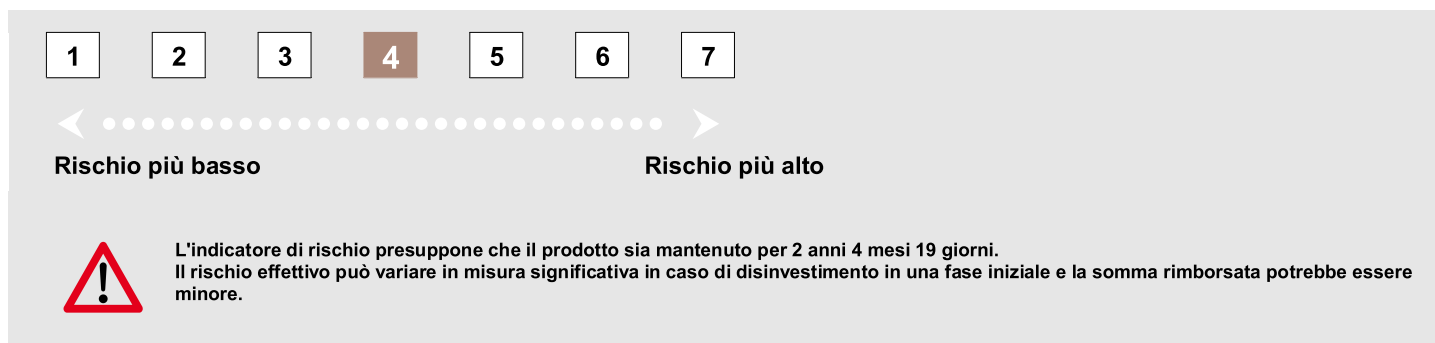 1 2 3 4 5 6 7
Rischio più basso Rischio più alto
L'indicatore di rischio presuppone che il prodotto sia mantenuto per 2 anni 4 mesi 19 giorni.
Il rischio effettivo può variare in misura significativa in caso di disinvestimento in una fase iniziale e la somma rimborsata potrebbe essere
minore.